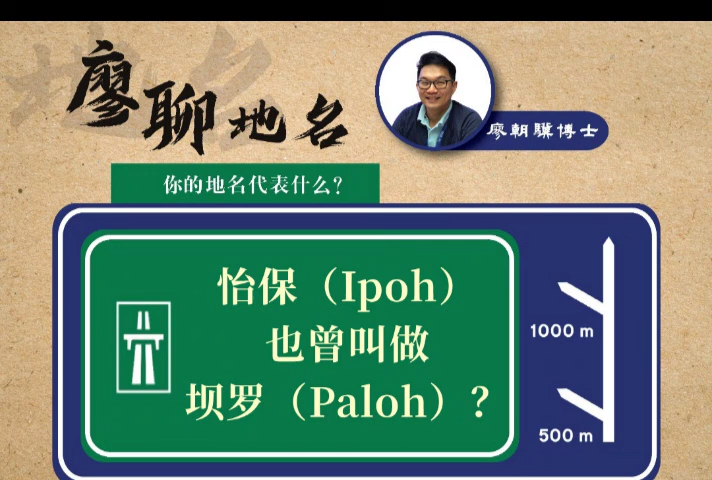 廖聊地名
廖朝骥博士
你的地名代表什么?
怡保（Ipoh）
也曾叫做
坝罗（Paloh）?
1000 m
500 m